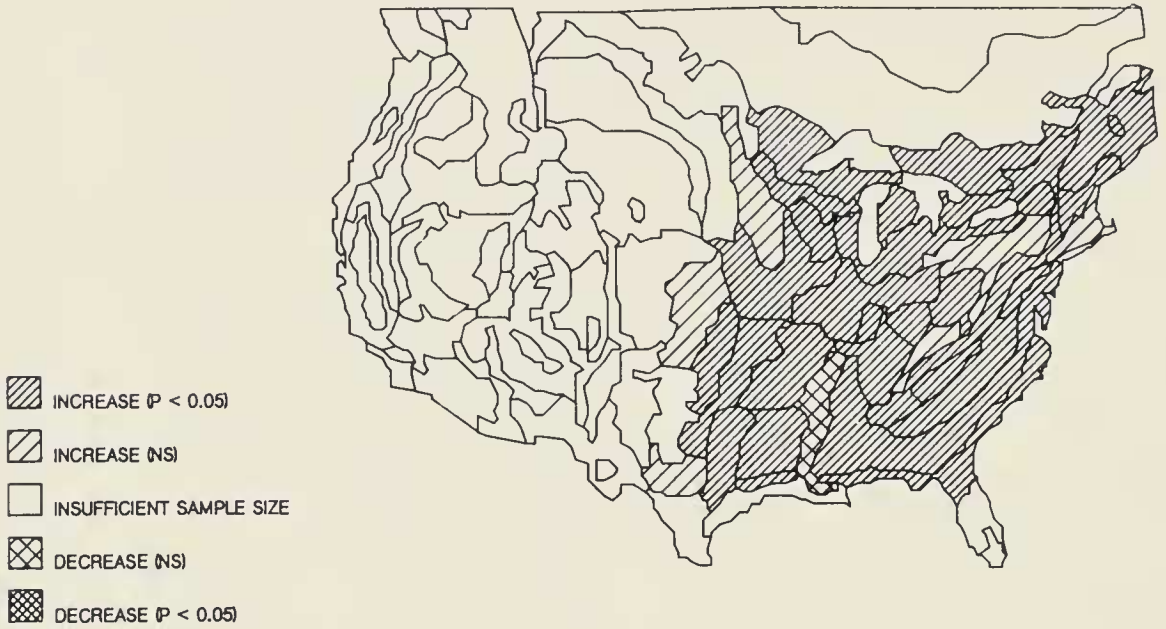 INCREASE (P < 0.05)
INCREASE (NS)
INSUFFICIENT SAMPLE SIZE
DECREASE (NS)
DECREASE (P < 0.05)